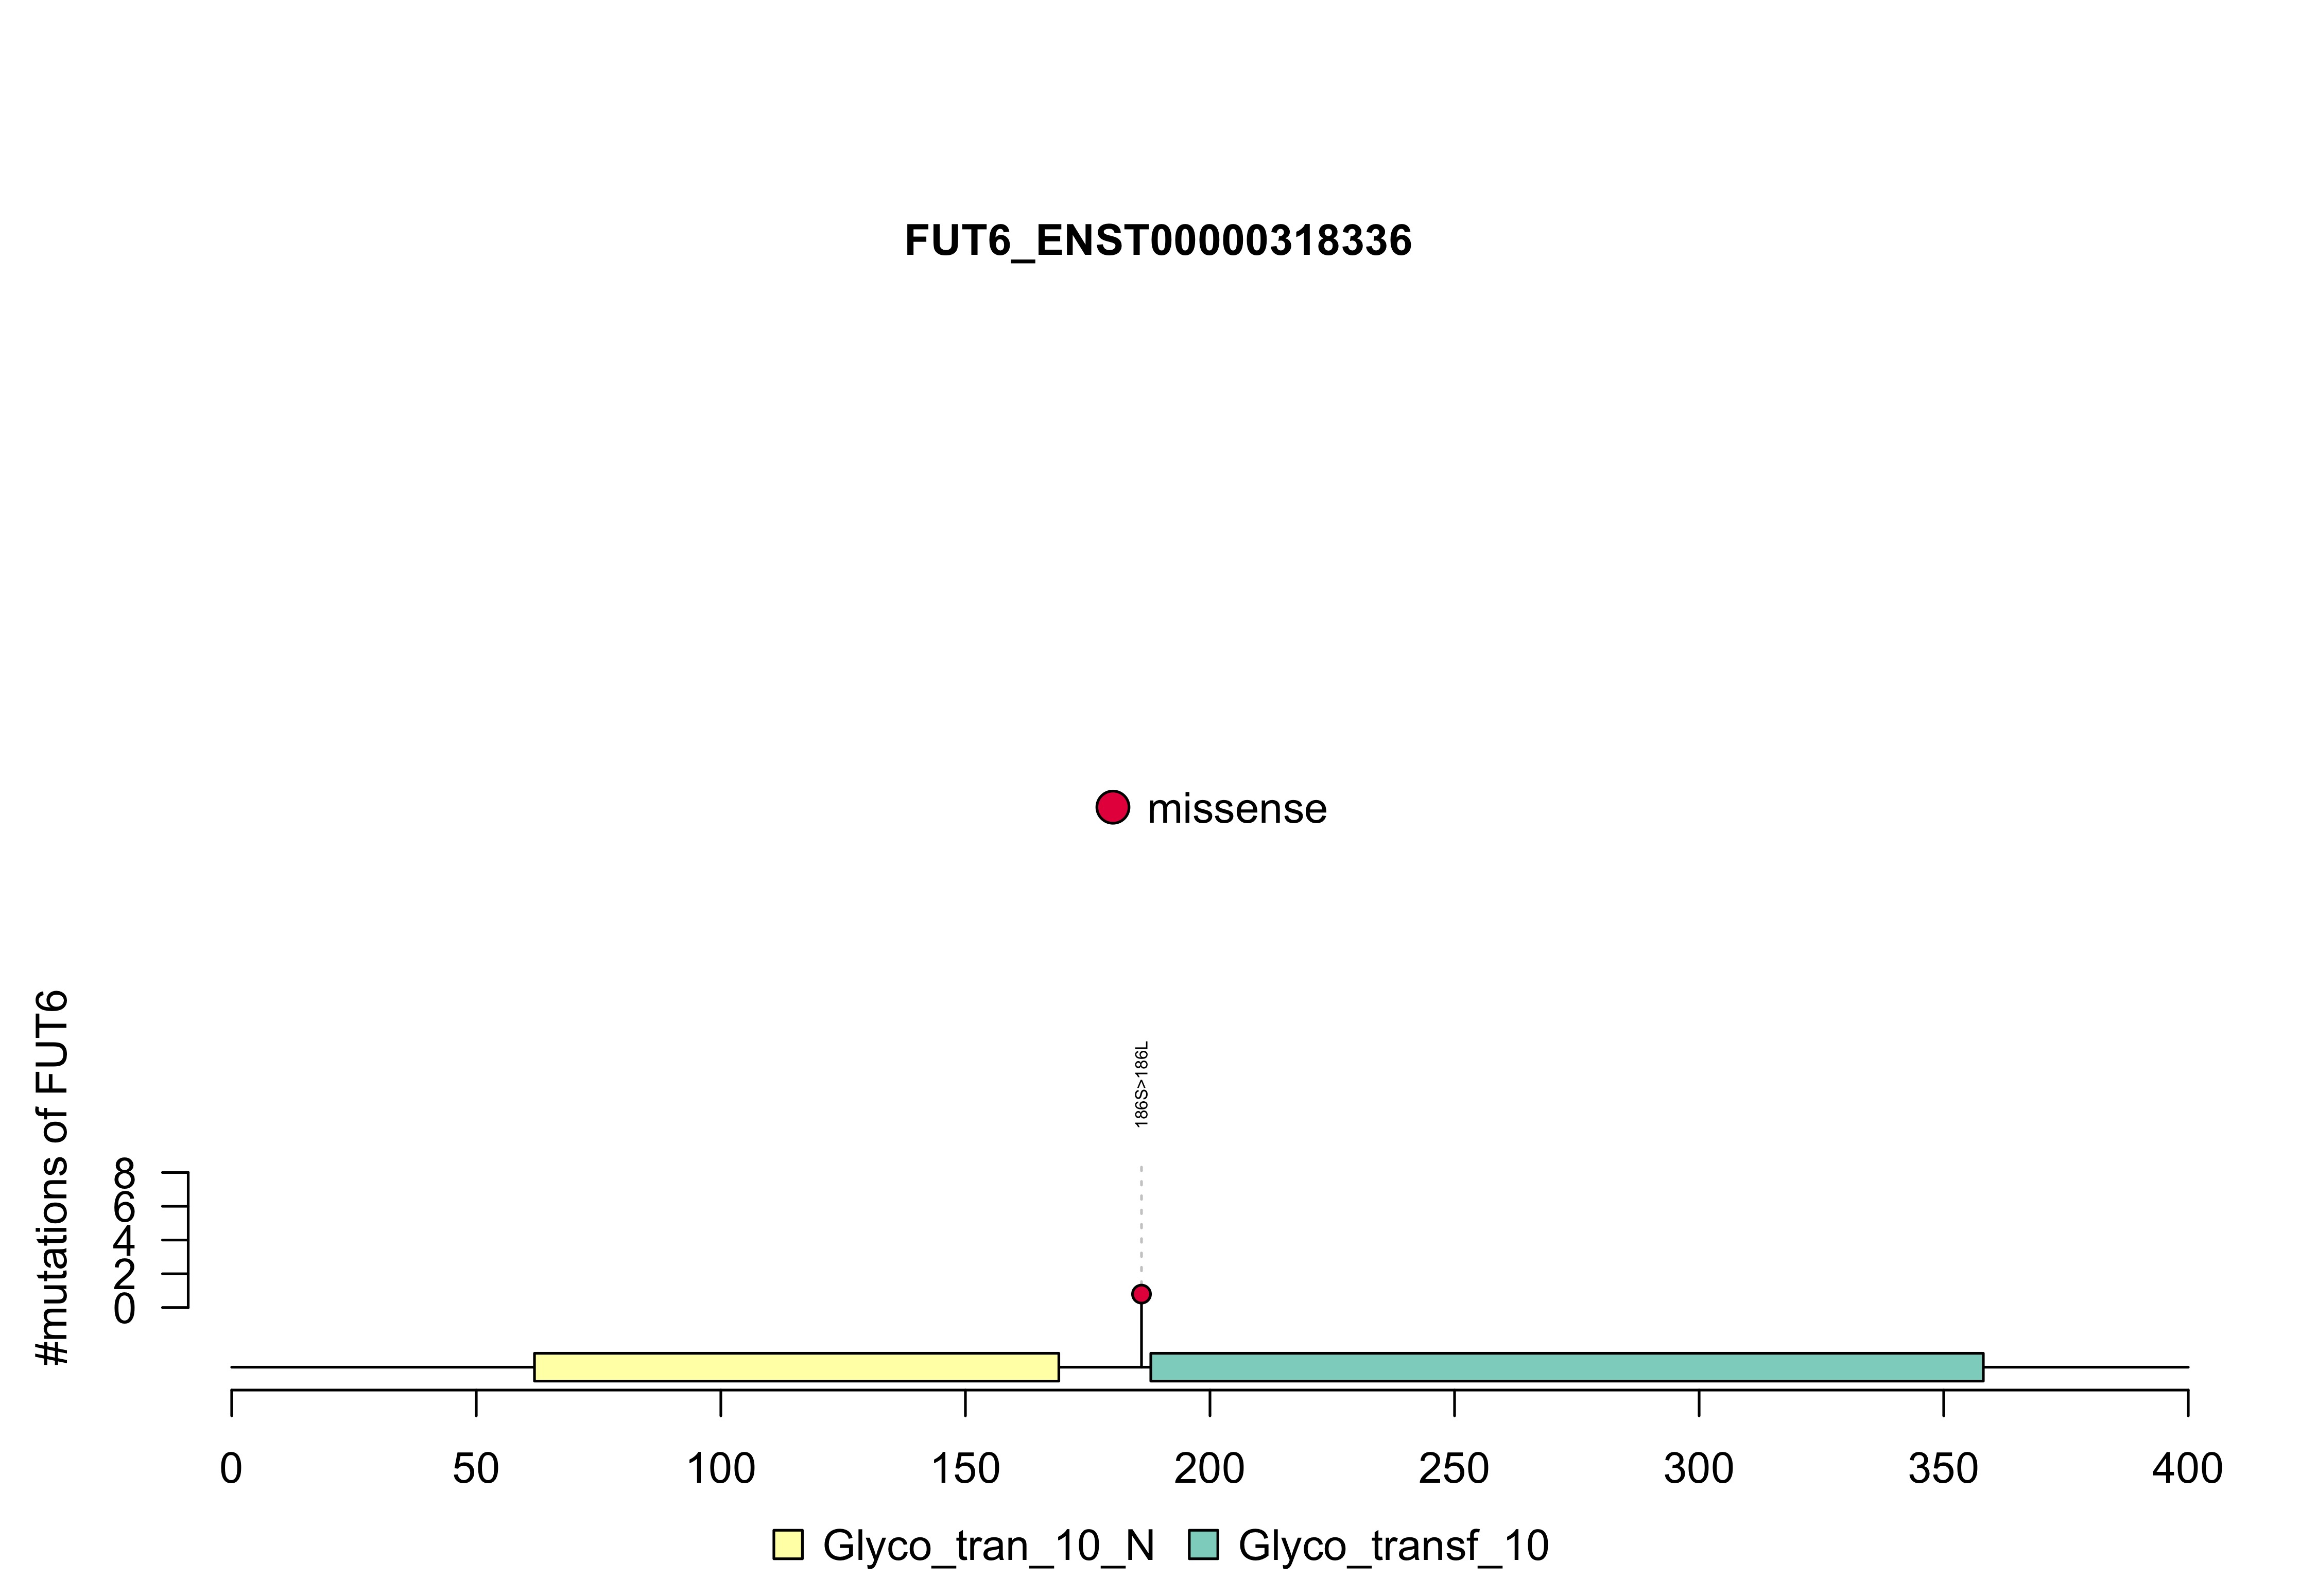 FUT6_ENST00000318336
missense
#mutations of FUT6
186S>186L
8
6
4
2
0
0 50 100 150 200 250 300 350 400
Glyco_tran_10_N Glyco_transf_10